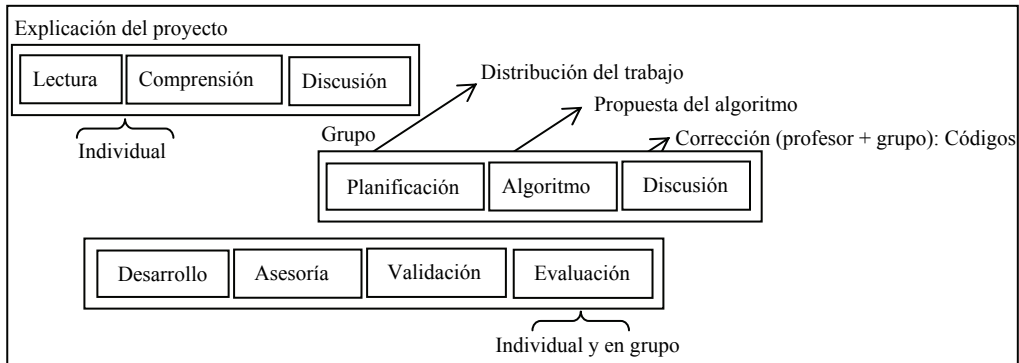 Explicación del proyecto
Lectura
Comprensión
Discusión
Individual
Distribución del trabajo
Propuesta del algoritmo
Corrección (profesor + grupo): Códigos
Grupo
Planificación
Algoritmo
Discusión
Desarrollo
Asesoría
Validación
Evaluación
Individual y en grupo